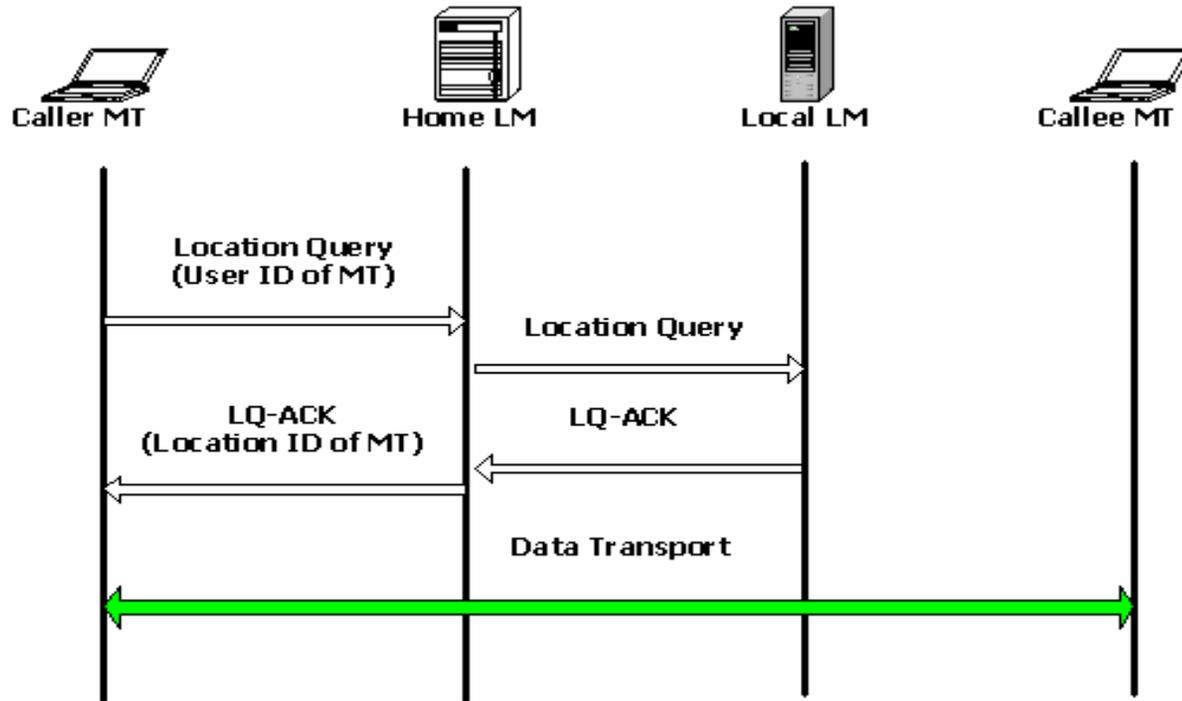 Caller MT
Home LM
Local LM
Callee MT
Location Query
(User ID of MT)
Location Query
LQ-ACK
(Location ID of MT)
LQ-ACK
Data Transport